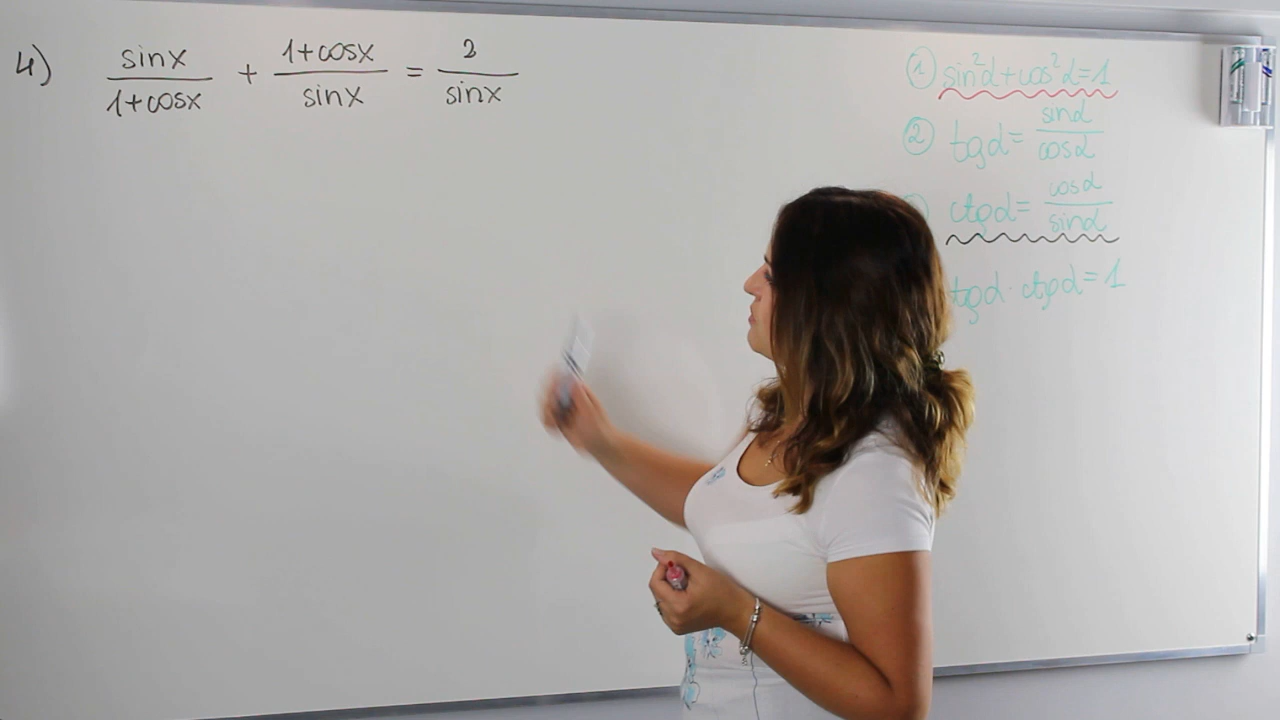 4) sinx/1+cosx + 1+cosx/sinx = 2/sinx
① sin²α+cos²α=1
② tgα= sinα/cosα
ctgα= cosα/sinα
tgα · ctgα=1